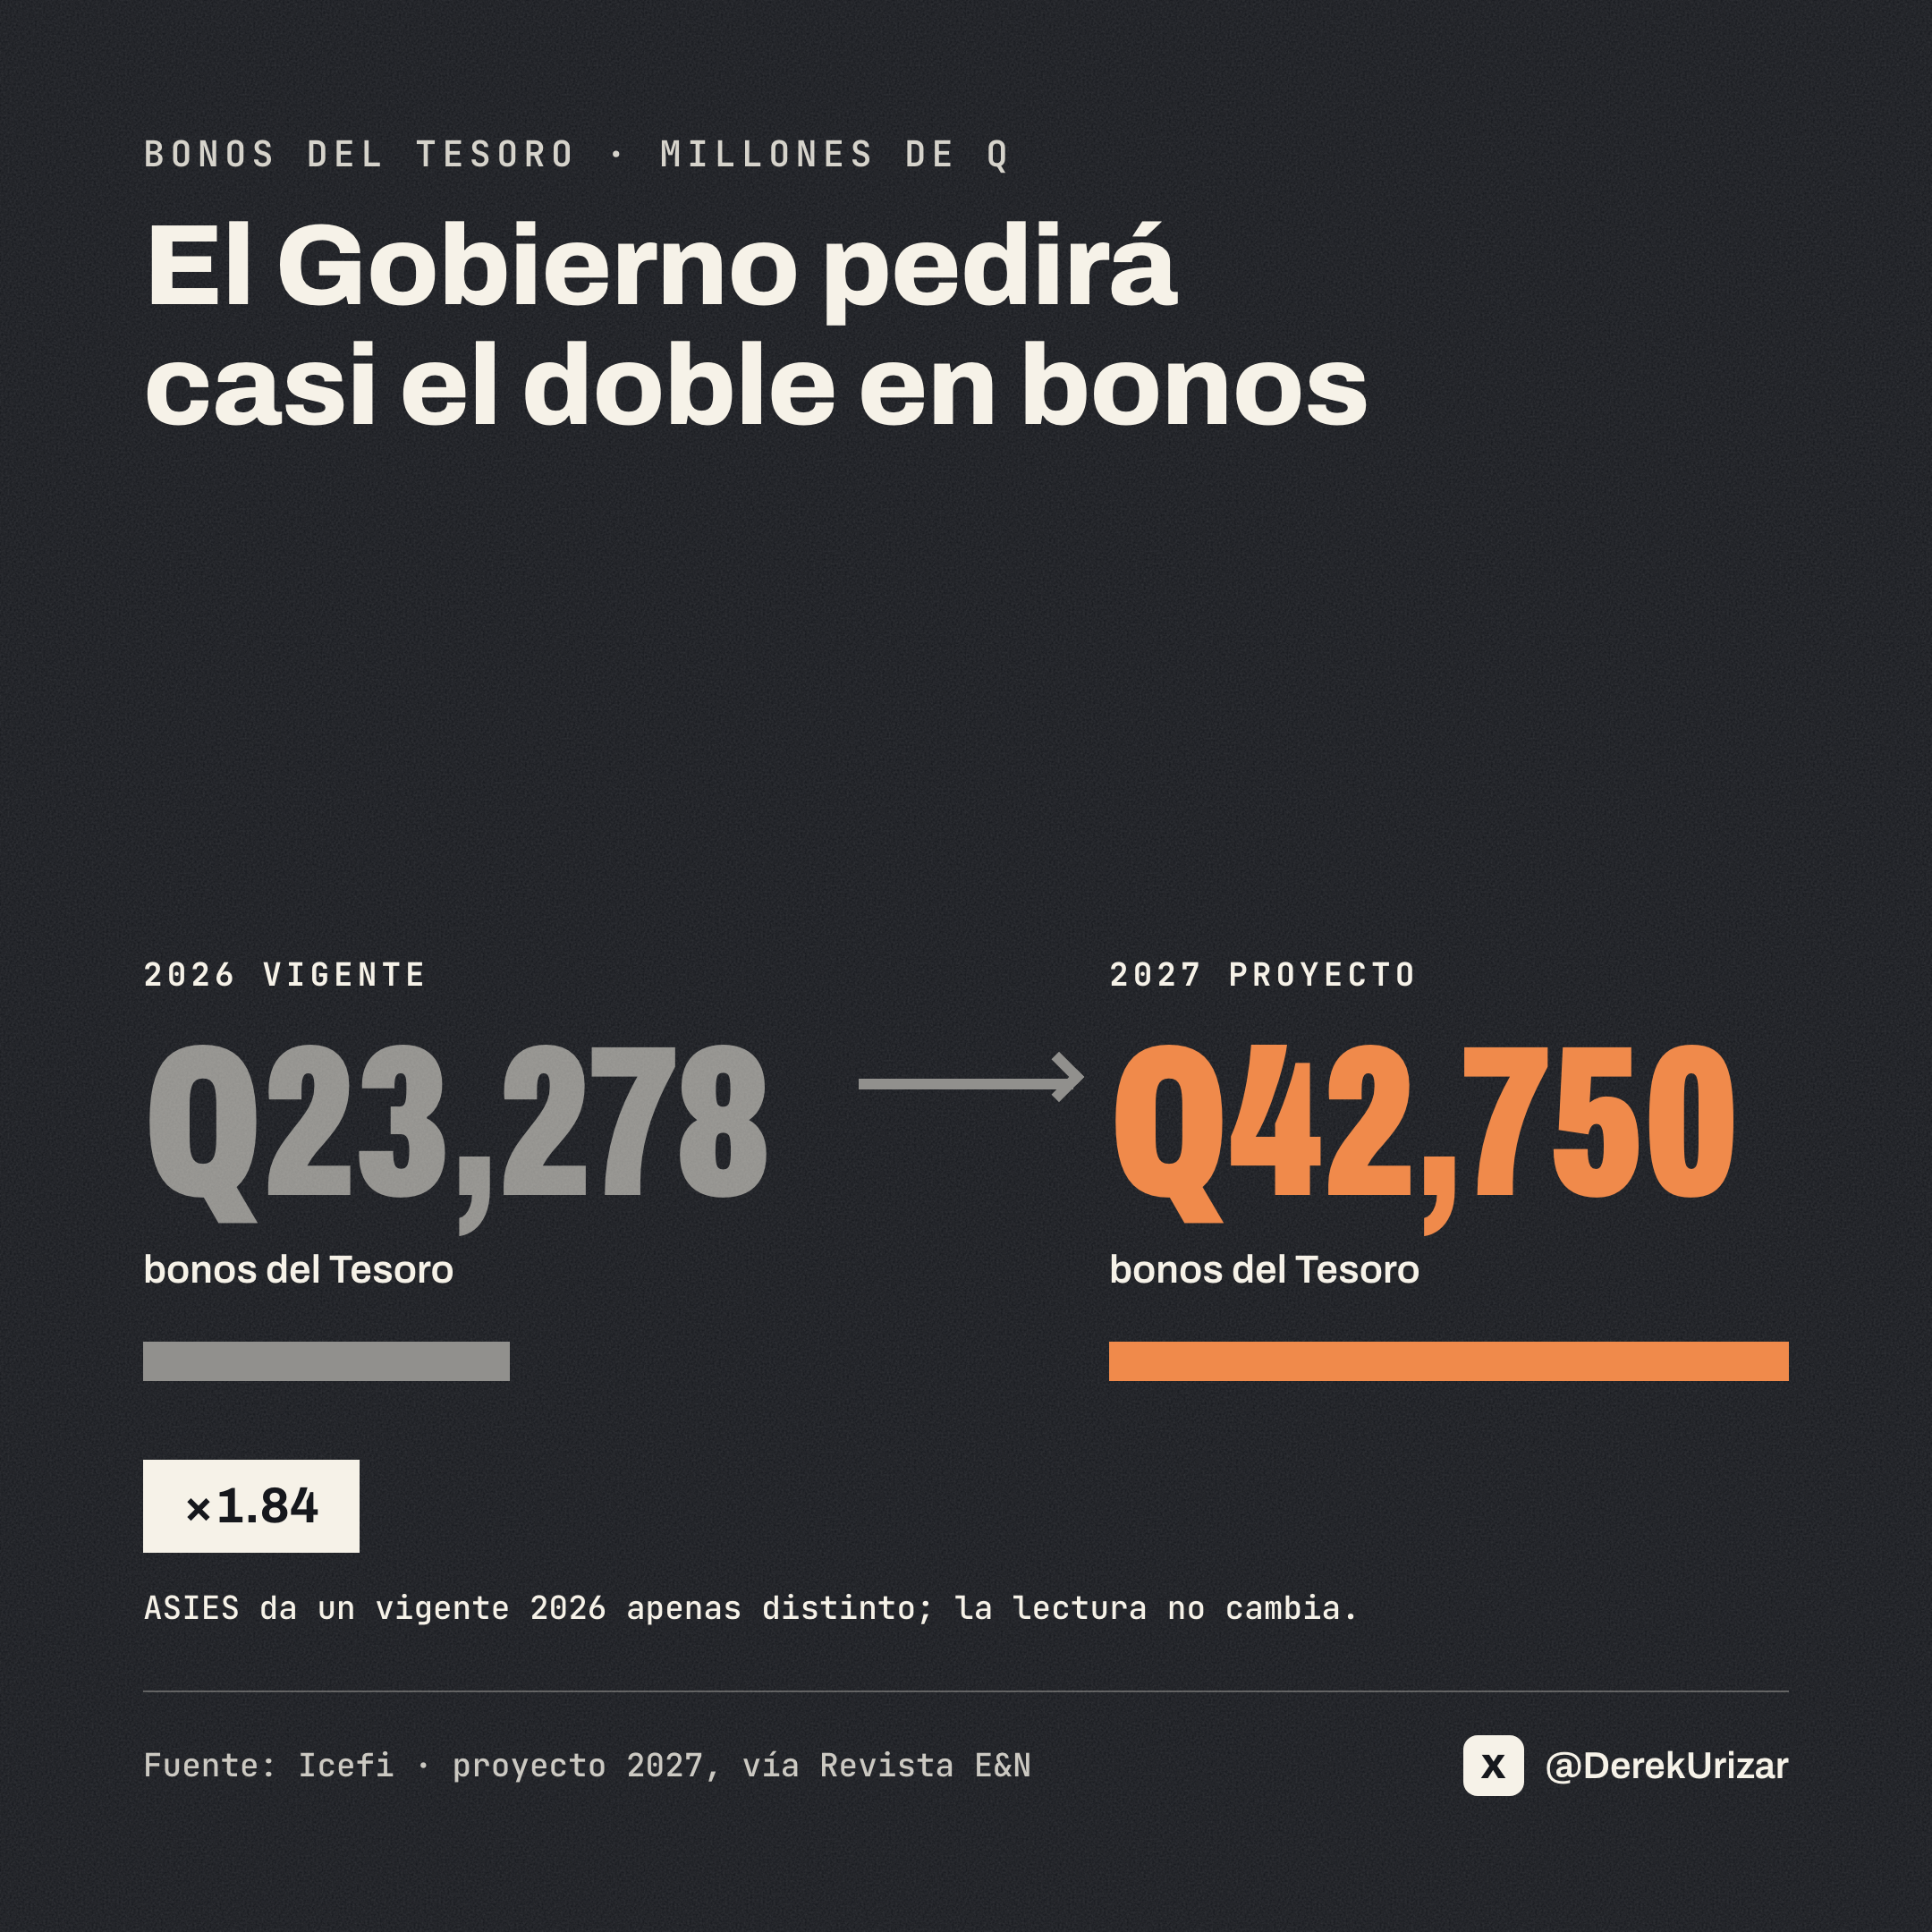 BONOS DEL TESORO · MILLONES DE Q
El Gobierno pedirá
casi el doble en bonos
2026 VIGENTE
Q23,278
bonos del Tesoro
2027 PROYECTO
Q42,750
bonos del Tesoro
×1.84
ASIES da un vigente 2026 apenas distinto; la lectura no cambia.
Fuente: Icefi · proyecto 2027, vía Revista E&N
X @DerekUrizar